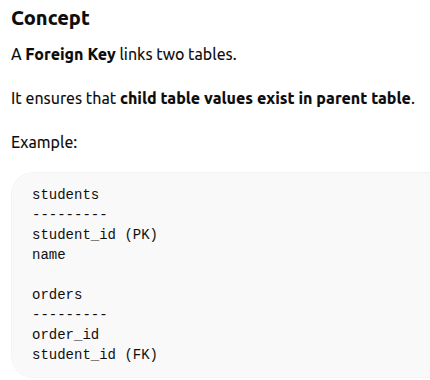 Concept
A Foreign Key links two tables.
It ensures that child table values exist in parent table.
Example:
students
---------
student_id (PK)
name
orders
---------
order_id
student_id (FK)